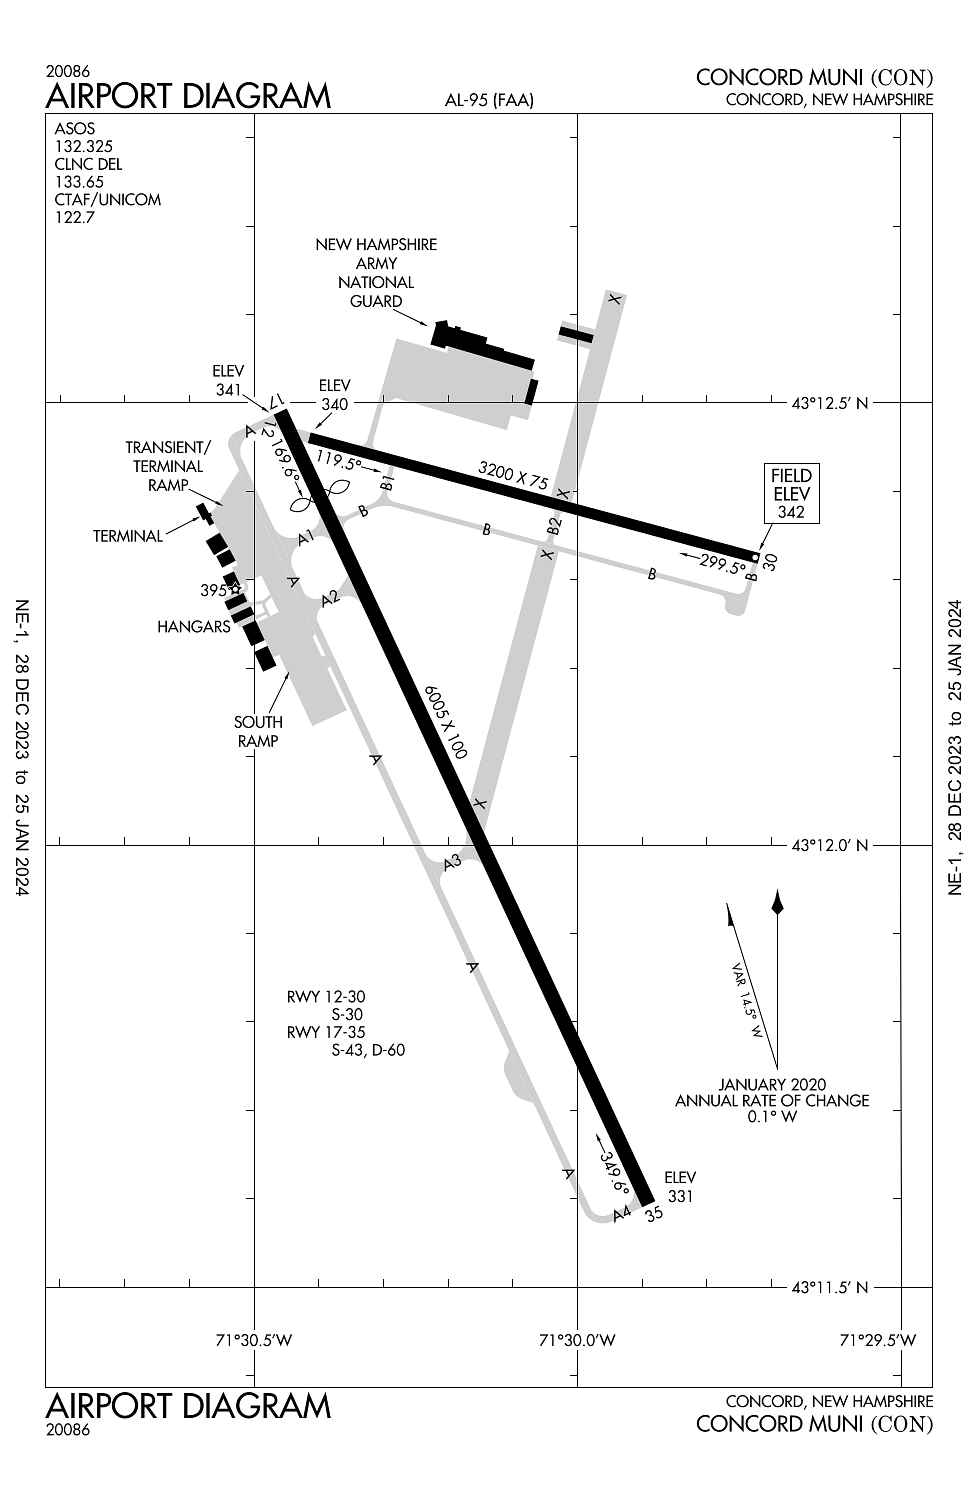 20086
AIRPORT DIAGRAM
AL-95 (FAA)
CONCORD MUNI (CON)
CONCORD, NEW HAMPSHIRE
ASOS
132.325
CLNC DEL
133.65
CTAF/UNICOM
122.7
NEW HAMPSHIRE
ARMY
NATIONAL
GUARD
X
ELEV
341
ELEV
340
17
12
43°12.5' N
A
169.6°
119.5°
TRANSIENT/
TERMINAL
RAMP
TERMINAL
B1
3200 X 75
X
FIELD
ELEV
342
B
B
B2
X
A1
299.5°
30
B
B
A
A2
395
HANGARS
SOUTH
RAMP
6005 X 100
A
X
43°12.0' N
A3
A
VAR 14.5° W
RWY 12-30
S-30
RWY 17-35
S-43, D-60
JANUARY 2020
ANNUAL RATE OF CHANGE
0.1° W
349.6°
A
ELEV
331
A4
35
43°11.5' N
71°30.5'W
71°30.0'W
71°29.5'W
NE-1, 28 DEC 2023 to 25 JAN 2024
NE-1, 28 DEC 2023 to 25 JAN 2024
AIRPORT DIAGRAM
20086
CONCORD, NEW HAMPSHIRE
CONCORD MUNI (CON)